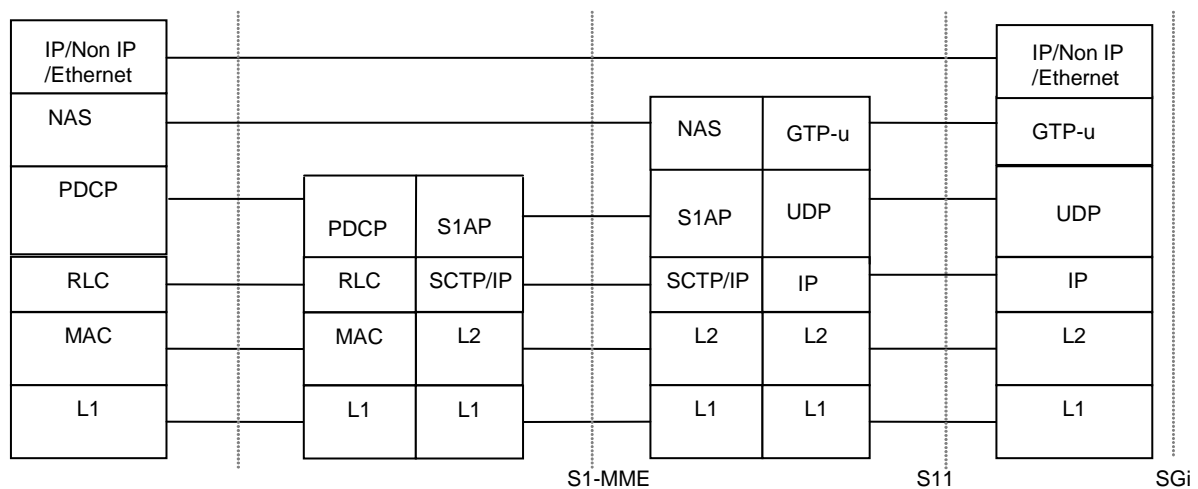 IP/Non IP
/Ethernet
NAS
PDCP
RLC
MAC
L1
PDCP
S1AP
RLC
SCTP/IP
MAC
L2
L1
L1
NAS
GTP-u
S1AP
UDP
SCTP/IP
IP
L2
L2
L1
L1
IP/Non IP
/Ethernet
GTP-u
UDP
IP
L2
L1
S1-MME
S11
SGi